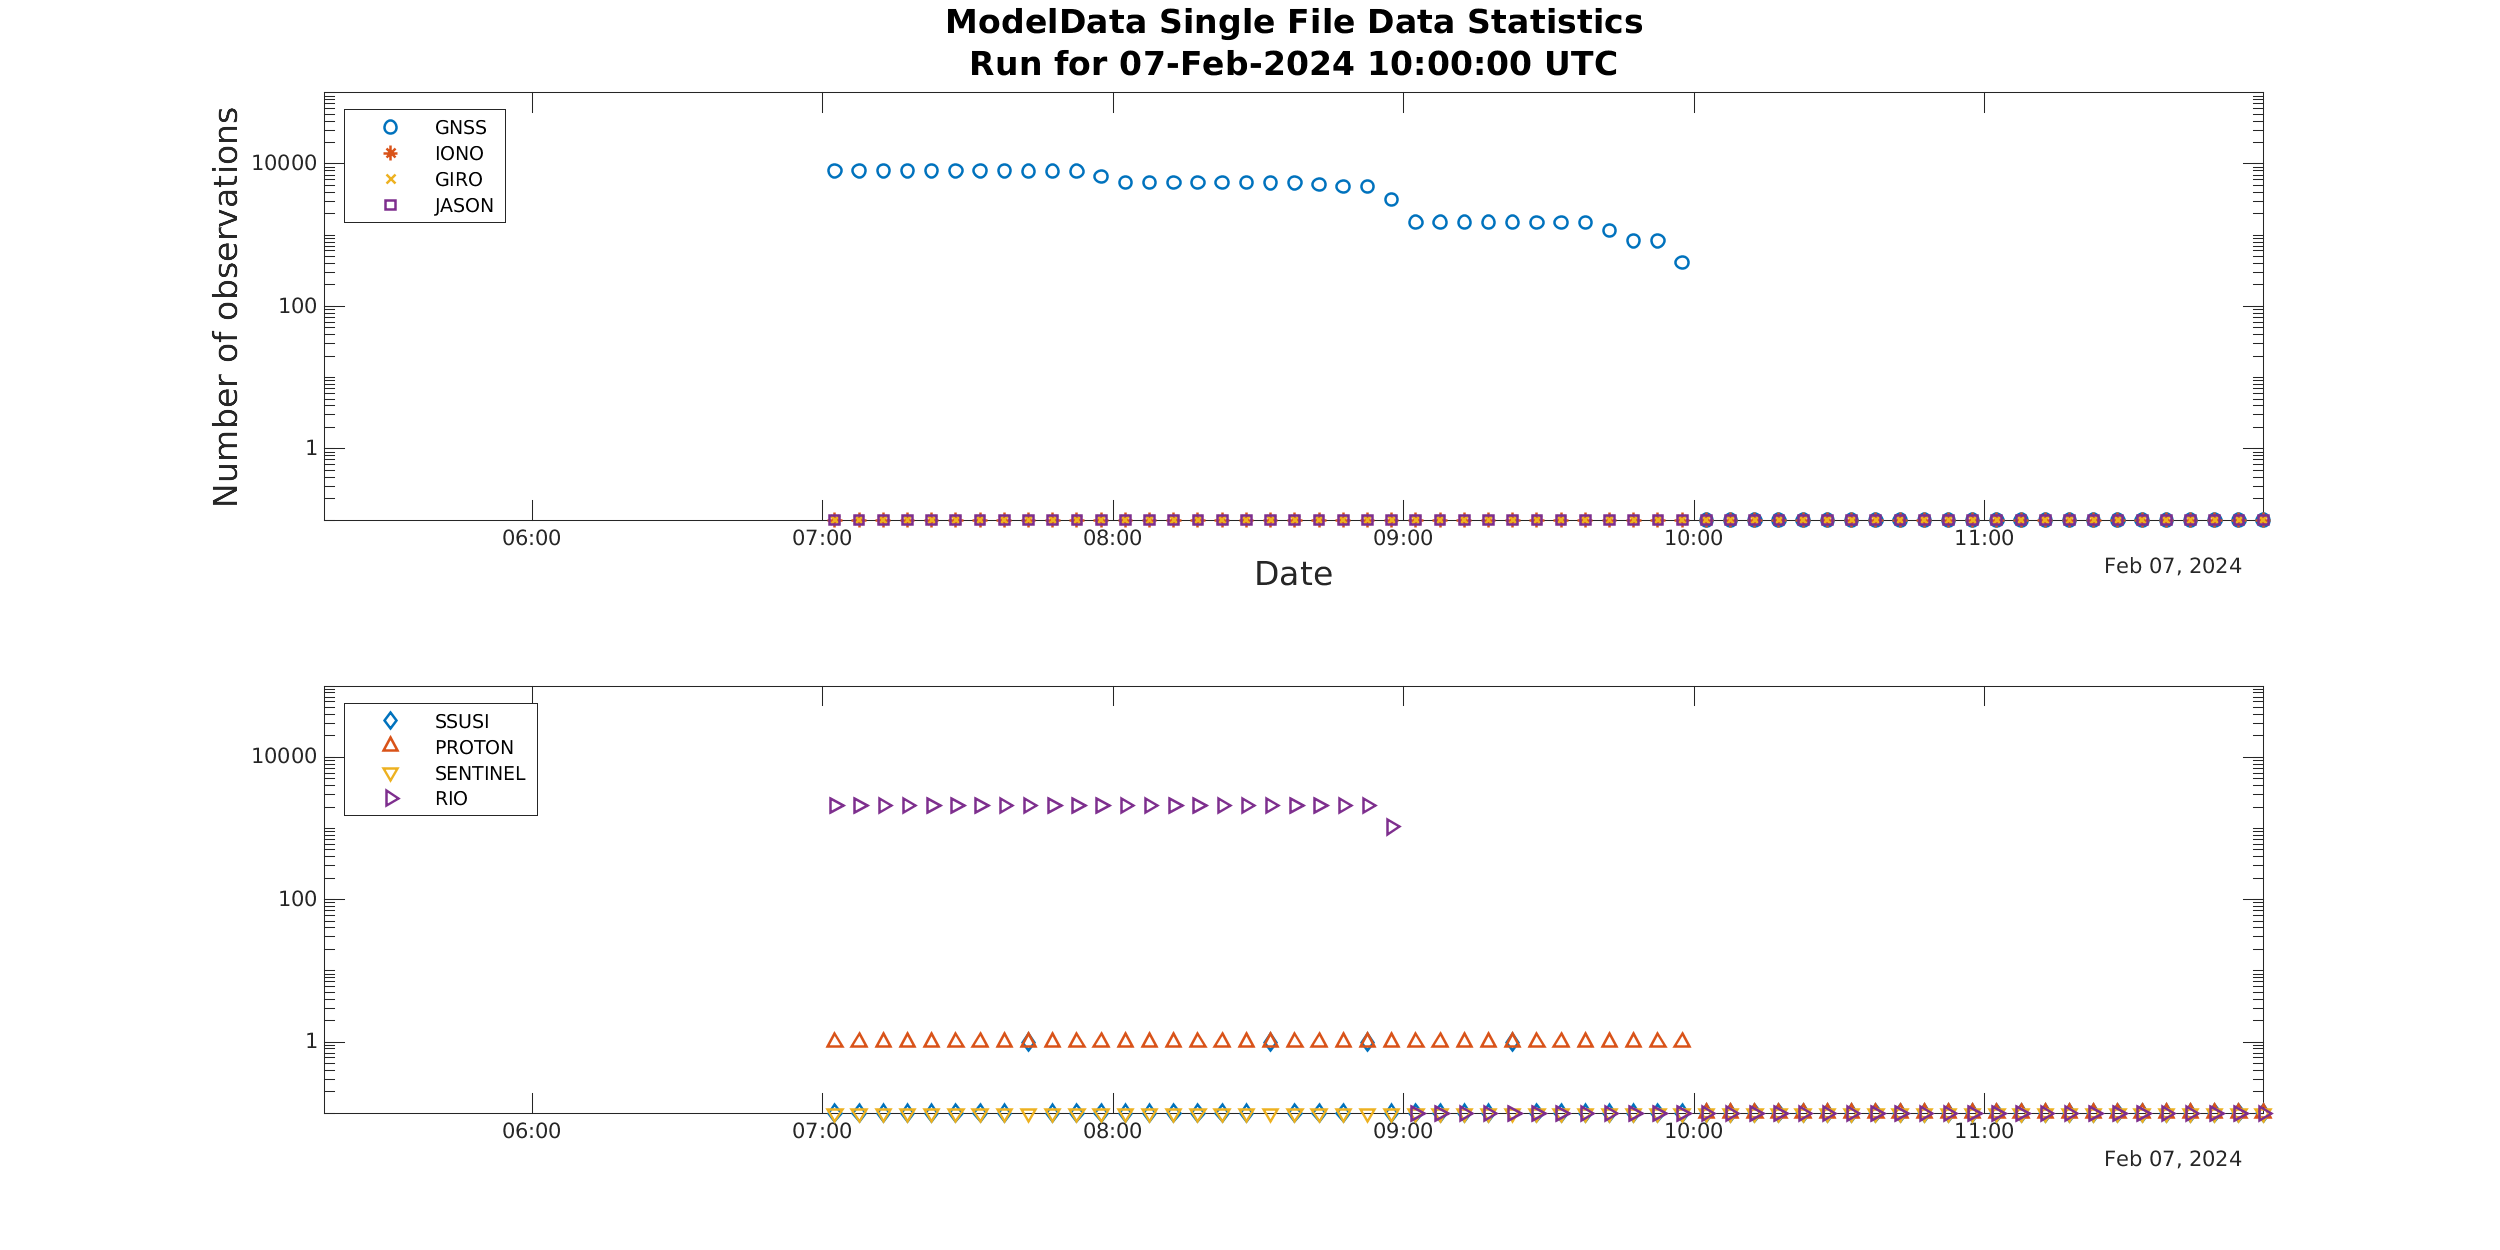 ModelData Single File Data Statistics
Run for 07-Feb-2024 10:00:00 UTC
Number of observations
10000
100
1
GNSS
IONO
GIRO
JASON
06:00 07:00 08:00 09:00 10:00 11:00
Feb 07, 2024
Date
10000
100
1
SSUSI
PROTON
SENTINEL
RIO
06:00 07:00 08:00 09:00 10:00 11:00
Feb 07, 2024